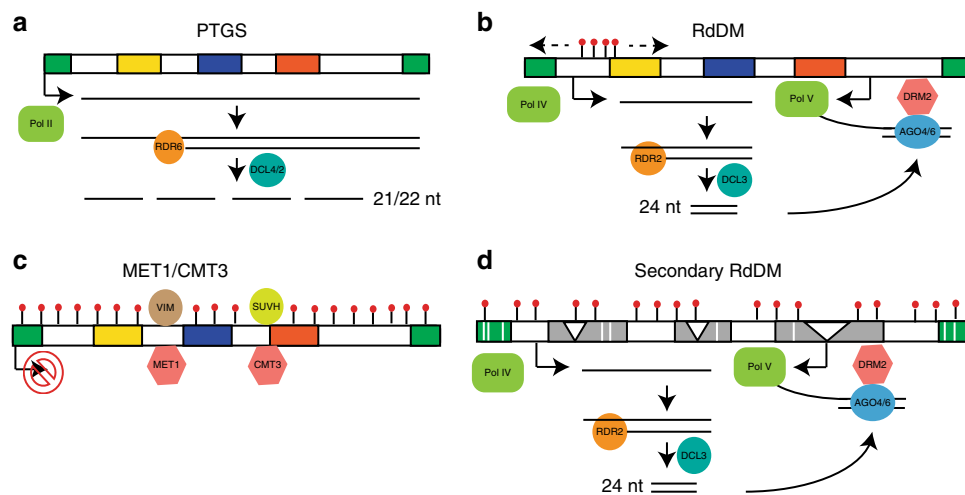 a
PTGS
Pol II
RDR6
DCL4/2
21/22 nt
b
RdDM
Pol IV
Pol V
DRM2
AGO4/6
RDR2
DCL3
24 nt
c
MET1/CMT3
VIM
SUVH
MET1
CMT3
d
Secondary RdDM
Pol IV
Pol V
DRM2
AGO4/6
RDR2
DCL3
24 nt